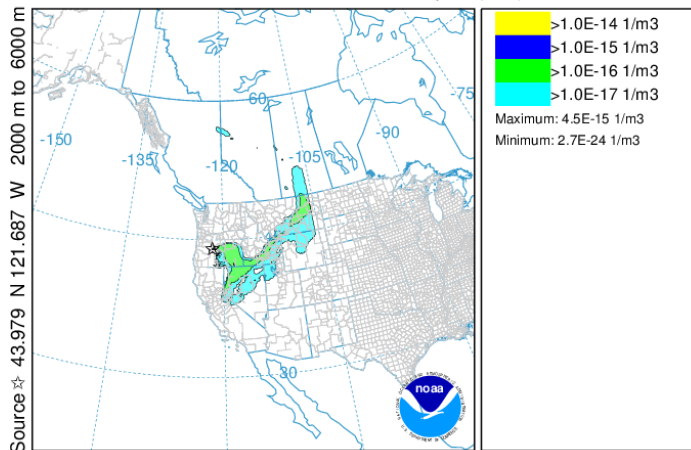 >1.0E-14 1/m3
>1.0E-15 1/m3
>1.0E-16 1/m3
>1.0E-17 1/m3
Maximum: 4.5E-15 1/m3
Minimum: 2.7E-24 1/m3
Source ☆ 43.979 N 121.687 W 2000 m to 6000 m
-150
-135
-120
-105
-90
-75
60
30
noaa